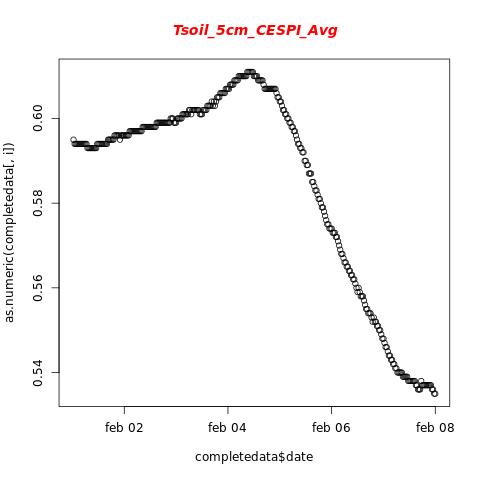 Tsoil_5cm_CESPI_Avg
as.numeric(completedata[, i])
0.60
0.58
0.56
0.54
feb 02
feb 04
feb 06
feb 08
completedata$date